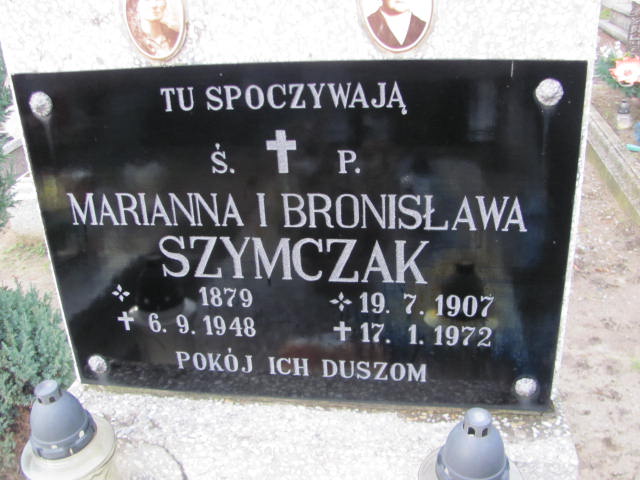 TU SPOCZYWAJĄ
Ś. P.
MARIANNA I BRONISŁAWA
SZYMCZAK
1879 19. 7. 1907
6. 9. 1948 17. 1. 1972
POKÓJ ICH DUSZOM